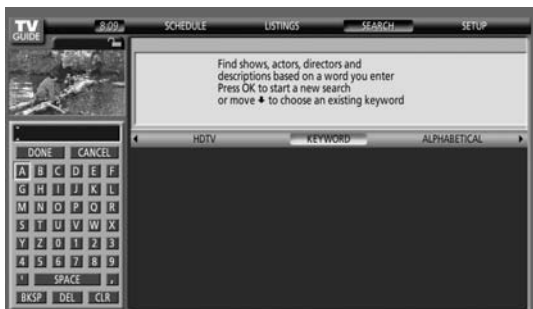 TV GUIDE 8:09 SCHEDULE LISTINGS SEARCH SETUP
Find shows, actors, directors and
descriptions based on a word you enter
Press OK to start a new search
or move ⬇ to choose an existing keyword
HDTV KEYWORD ALPHABETICAL
DONE CANCEL
A B C D E F
G H I J K L
M N O P Q R
S T U V W X
Y Z 0 1 2 3
4 5 6 7 8 9
' SPACE ,
BKSP DEL CLR